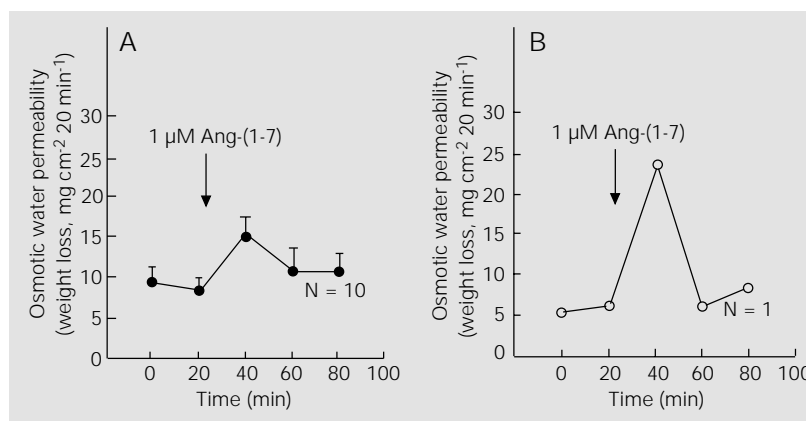 A
Osmotic water permeability
(weight loss, mg cm-2 20 min-1)
30
25
20
15
10
5
0
1 µM Ang-(1-7)
N = 10
0 20 40 60 80 100
Time (min)
B
Osmotic water permeability
(weight loss, mg cm-2 20 min-1)
30
25
20
15
10
5
0
1 µM Ang-(1-7)
N = 1
0 20 40 60 80 100
Time (min)